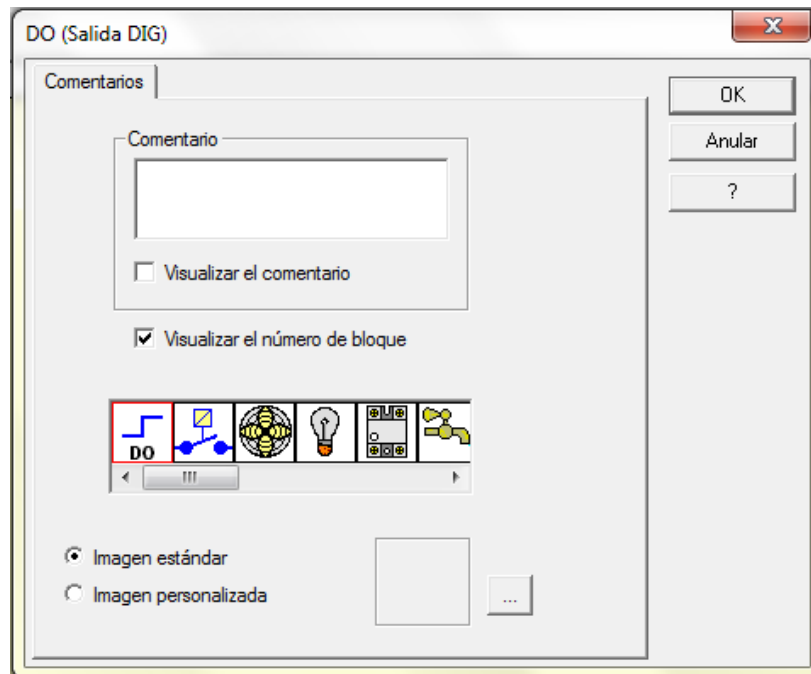 DO (Salida DIG)
Comentarios
OK
Anular
?
Comentario
Visualizar el comentario
Visualizar el número de bloque
DO
Imagen estándar
Imagen personalizada
...